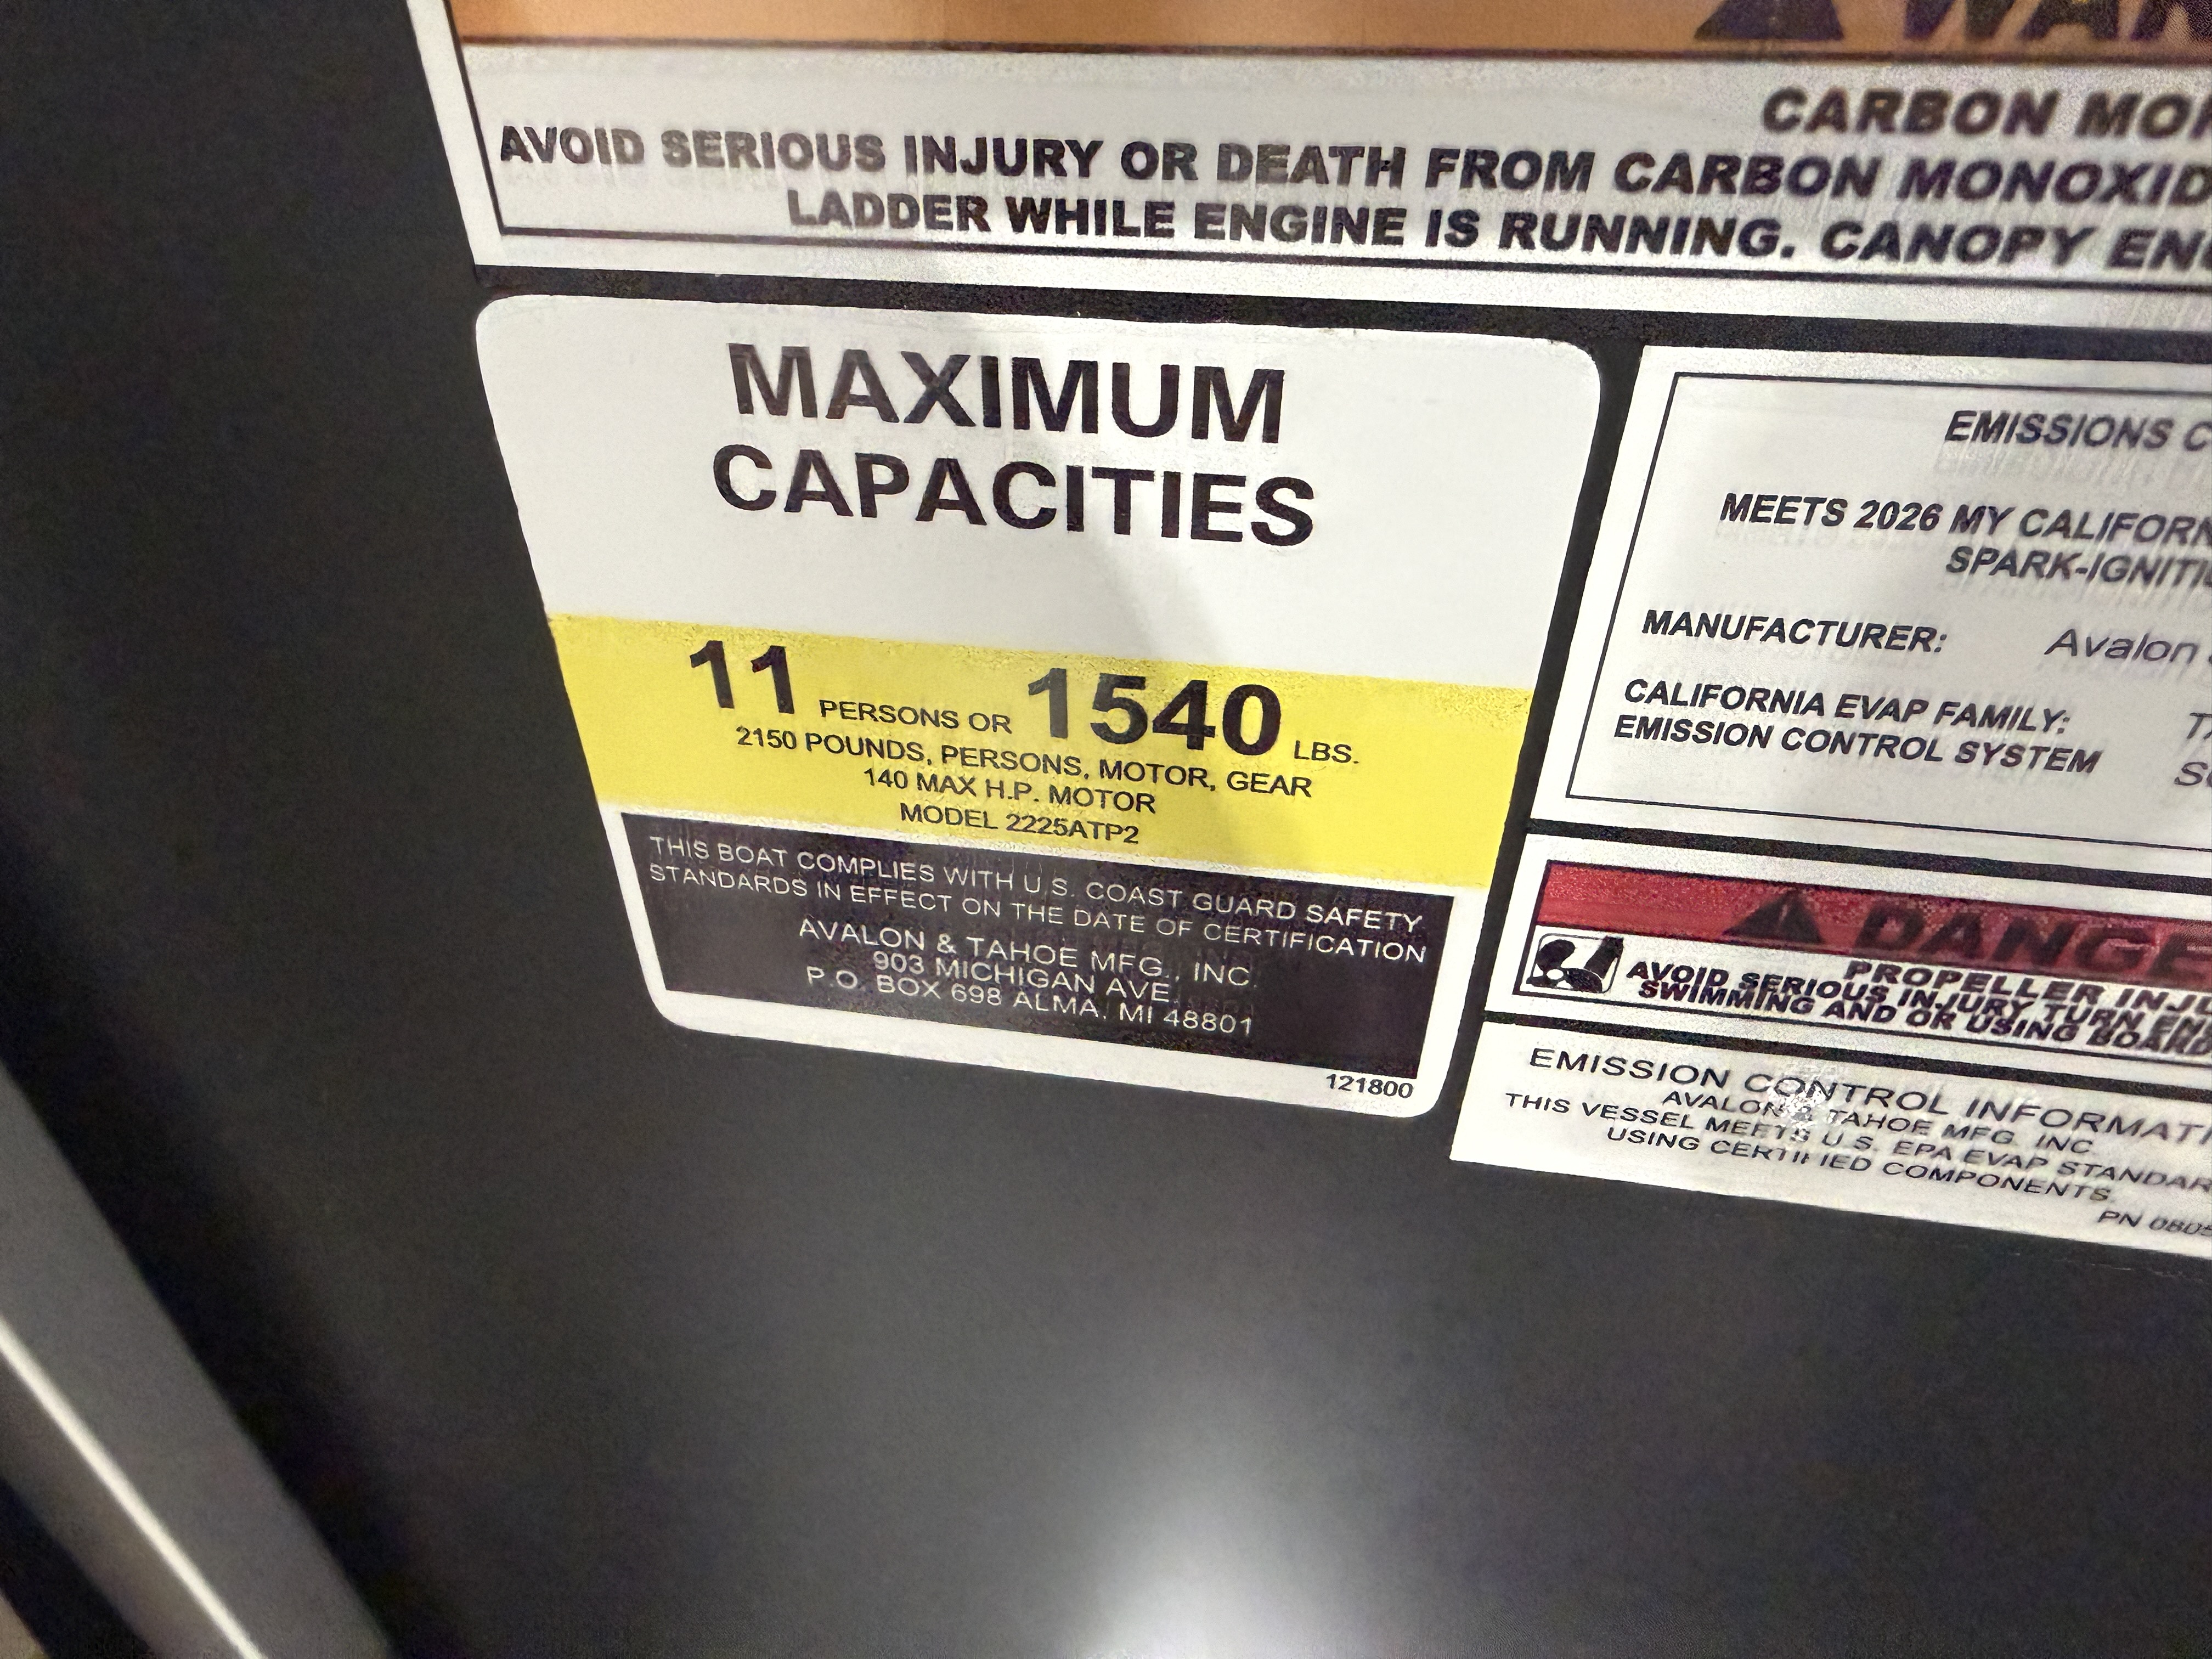 CARBON
AVOID SERIOUS INJURY OR DEATH FROM CARBON MONOXID
LADDER WHILE ENGINE IS RUNNING. CANOPY
MAXIMUM
CAPACITIES
11 PERSONS OR 1540 LBS.
2150 POUNDS, PERSONS, MOTOR, GEAR
140 MAX H.P. MOTOR
MODEL 2225ATP2
THIS BOAT COMPLIES WITH U.S. COAST GUARD SAFETY
STANDARDS IN EFFECT ON THE DATE OF CERTIFICATION
AVALON & TAHOE MFG., INC.
903 MICHIGAN AVE.
P.O. BOX 698 ALMA, MI 48801
121800
EMISSIONS
MEETS 2026 MY CALIFORN
SPARK-IGNITI
MANUFACTURER: Avalon
CALIFORNIA EVAP FAMILY:
EMISSION CONTROL SYSTEM
DANGE
PROPELLER INJU
AVOID SERIOUS INJURY, TURN
SWIMMING AND OR USING BOARD
EMISSION CONTROL INFORMATI
AVALON & TAHOE MFG. INC
THIS VESSEL MEETS U.S. EPA EVAP STANDAR
USING CERTIFIED COMPONENTS.
PN